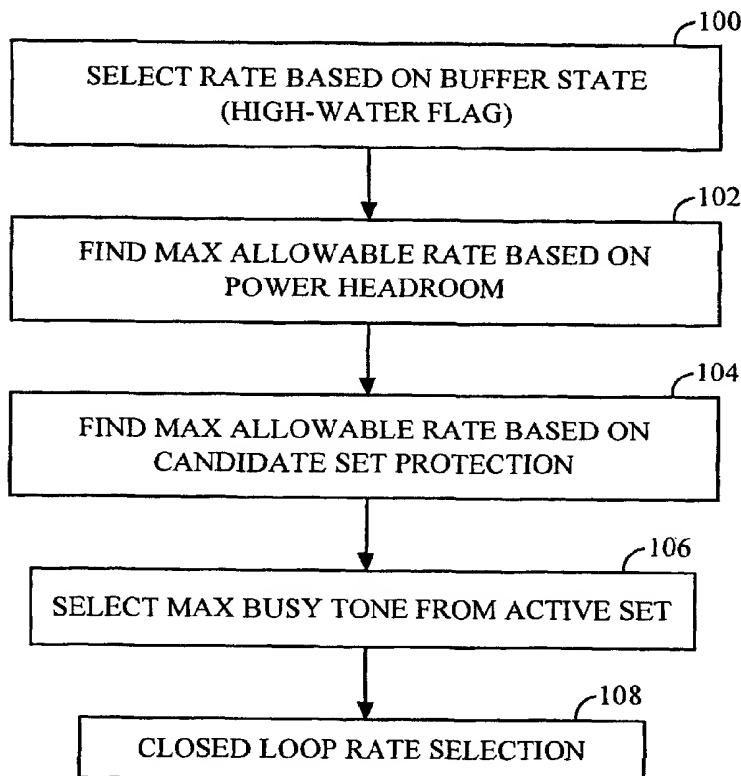 100
SELECT RATE BASED ON BUFFER STATE
(HIGH-WATER FLAG)
102
FIND MAX ALLOWABLE RATE BASED ON
POWER HEADROOM
104
FIND MAX ALLOWABLE RATE BASED ON
CANDIDATE SET PROTECTION
106
SELECT MAX BUSY TONE FROM ACTIVE SET
108
CLOSED LOOP RATE SELECTION